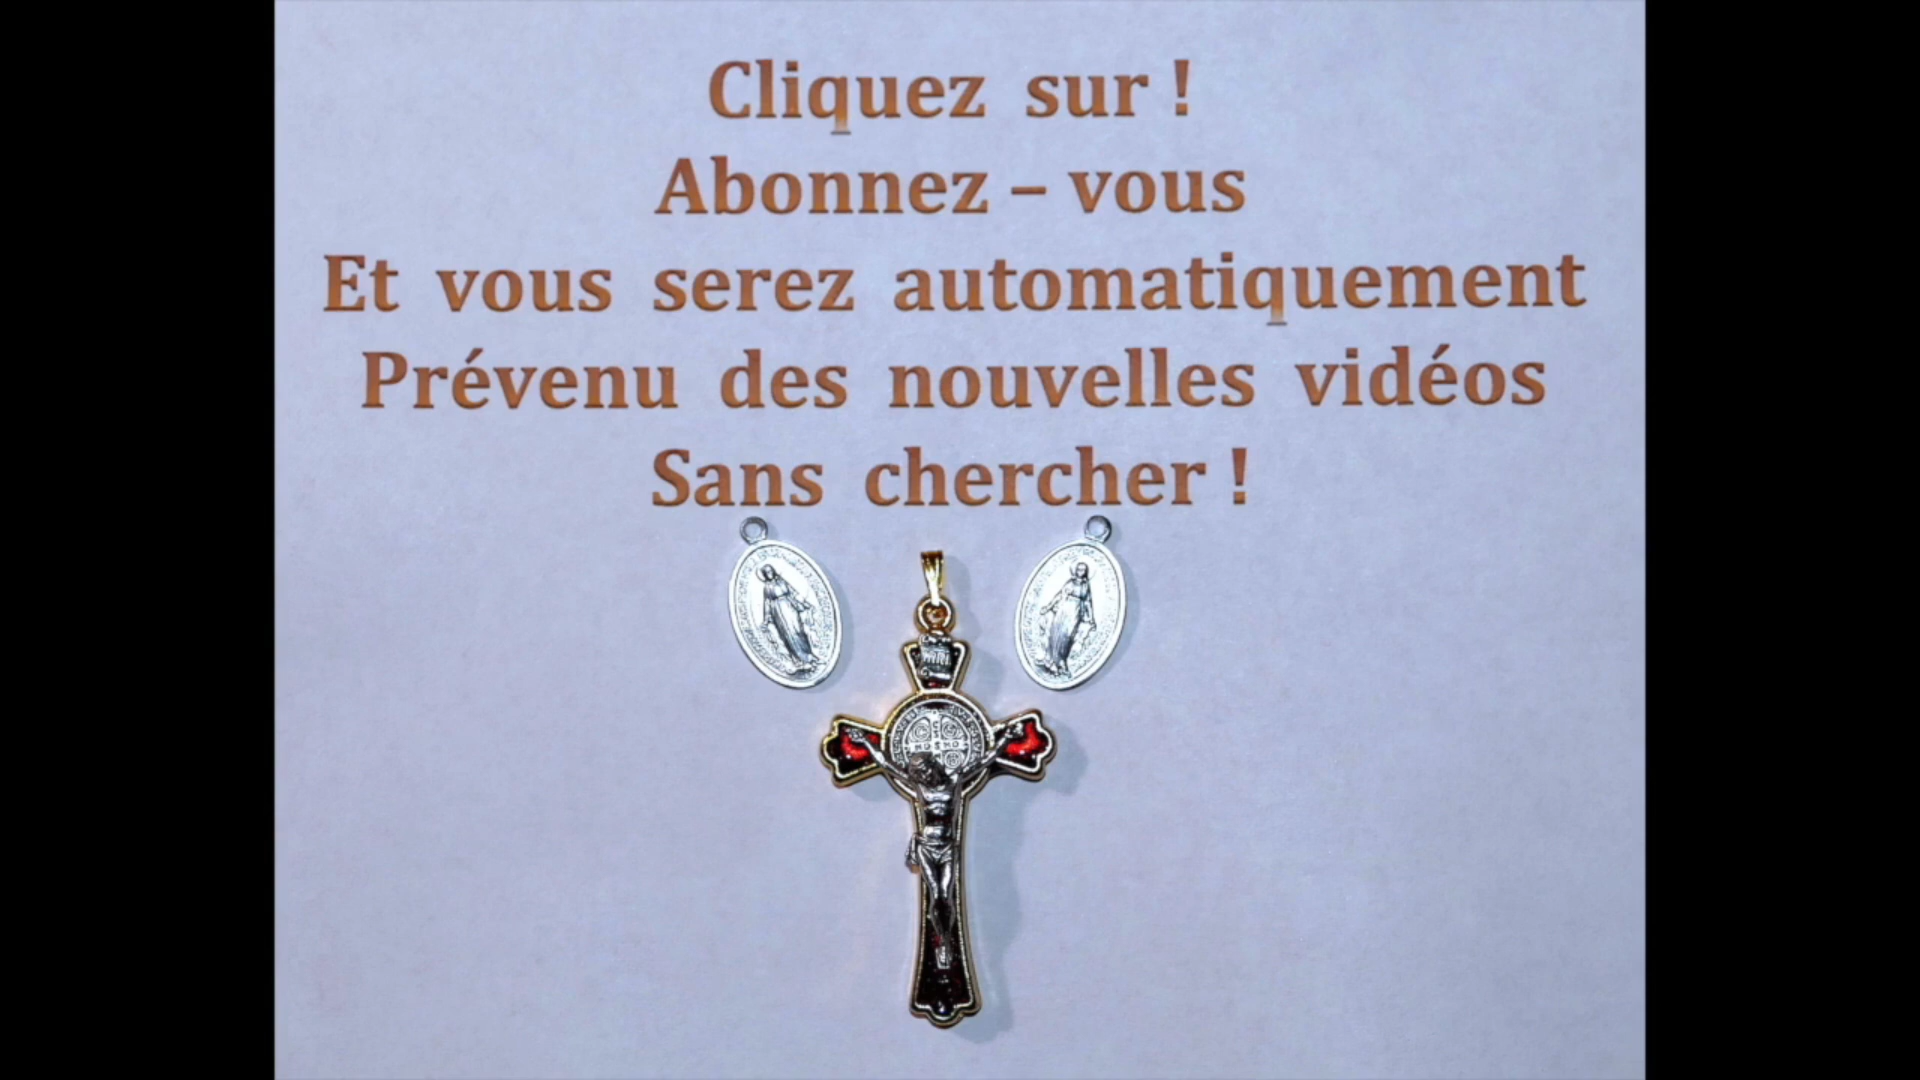 Cliquez sur !
Abonnez – vous
Et vous serez automatiquement
Prévenu des nouvelles vidéos
Sans chercher !